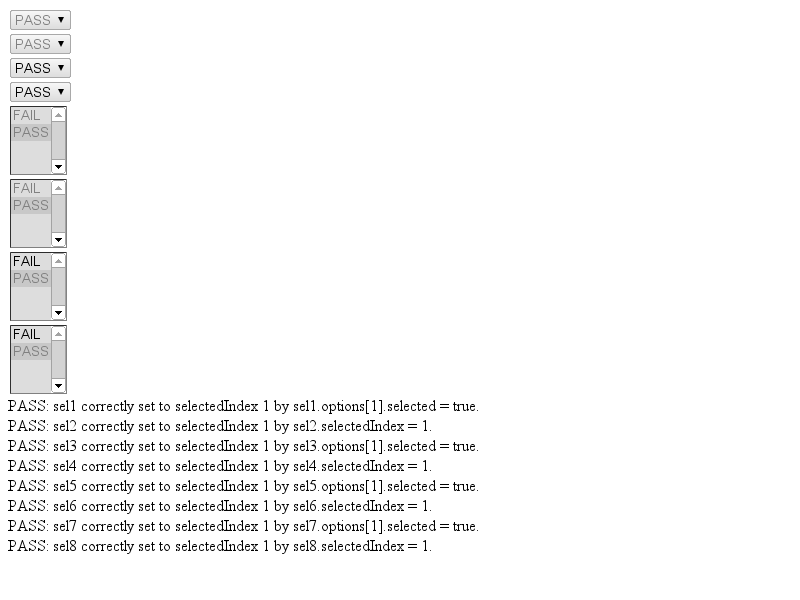 PASS
PASS
PASS
PASS
FAIL
PASS
FAIL
PASS
FAIL
PASS
FAIL
PASS
PASS: sel1 correctly set to selectedIndex 1 by sel1.options[1].selected = true.
PASS: sel2 correctly set to selectedIndex 1 by sel2.selectedIndex = 1.
PASS: sel3 correctly set to selectedIndex 1 by sel3.options[1].selected = true.
PASS: sel4 correctly set to selectedIndex 1 by sel4.selectedIndex = 1.
PASS: sel5 correctly set to selectedIndex 1 by sel5.options[1].selected = true.
PASS: sel6 correctly set to selectedIndex 1 by sel6.selectedIndex = 1.
PASS: sel7 correctly set to selectedIndex 1 by sel7.options[1].selected = true.
PASS: sel8 correctly set to selectedIndex 1 by sel8.selectedIndex = 1.